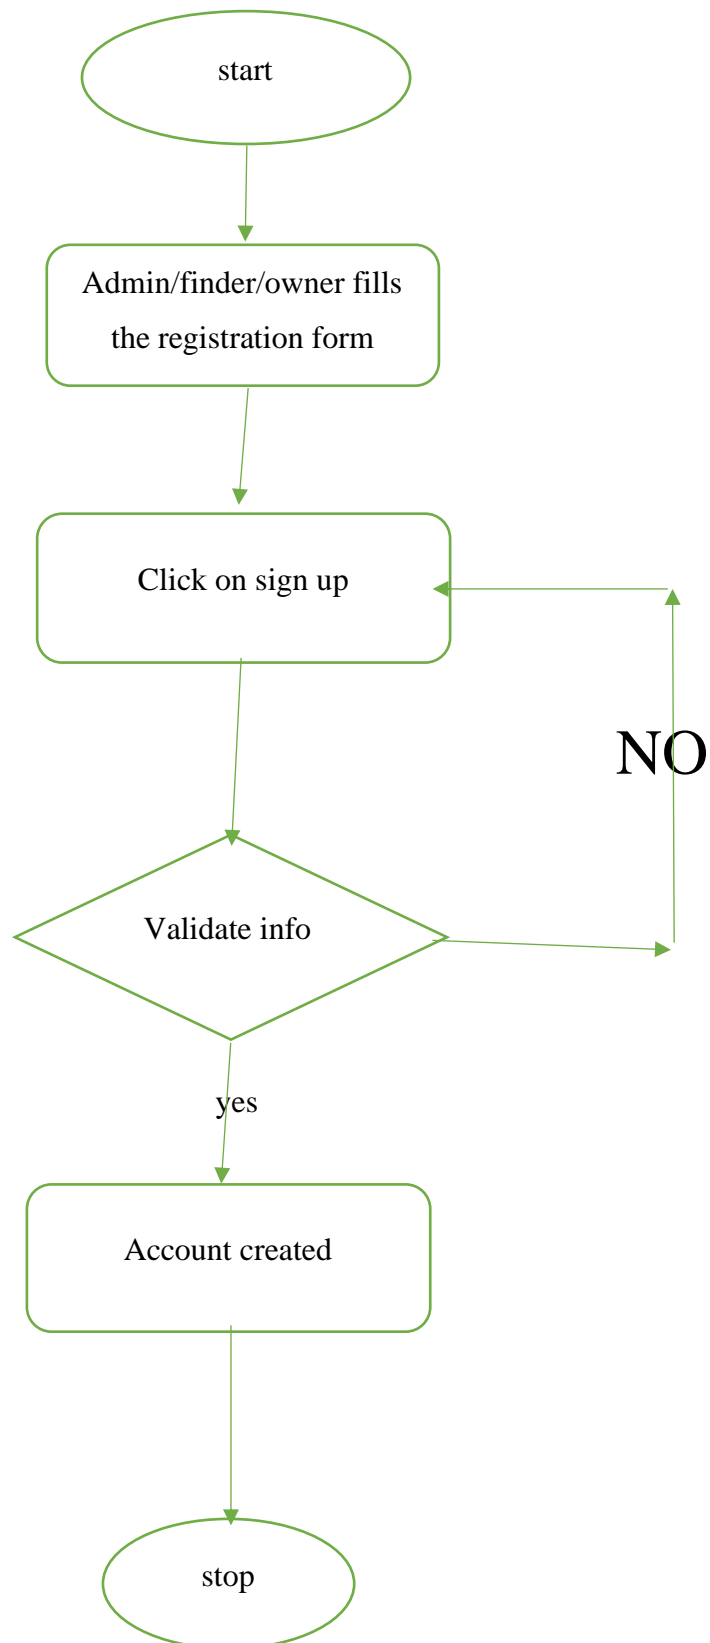 start
Admin/finder/owner fills
the registration form
Click on sign up
NO
Validate info
yes
Account created
stop